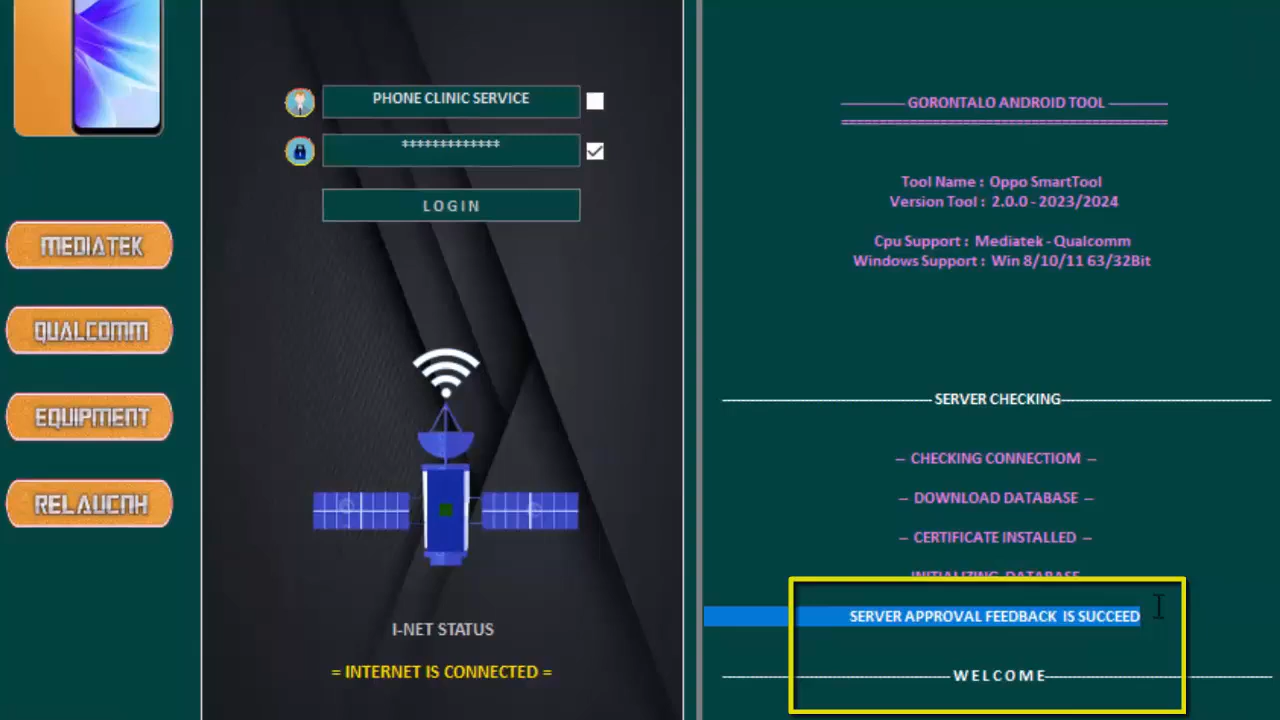 MEDIATEK
QUALCOMM
EQUIPMENT
RELAUCNH
PHONE CLINIC SERVICE
*************
LOGIN
I-NET STATUS
= INTERNET IS CONNECTED =
GORONTALO ANDROID TOOL
Tool Name : Oppo SmartTool
Version Tool : 2.0.0 - 2023/2024
Cpu Support : Mediatek - Qualcomm
Windows Support : Win 8/10/11 63/32Bit
SERVER CHECKING
-- CHECKING CONNECTIOM --
-- DOWNLOAD DATABASE --
-- CERTIFICATE INSTALLED --
INITIALIZING DATABASE
SERVER APPROVAL FEEDBACK IS SUCCEED
WELCOME